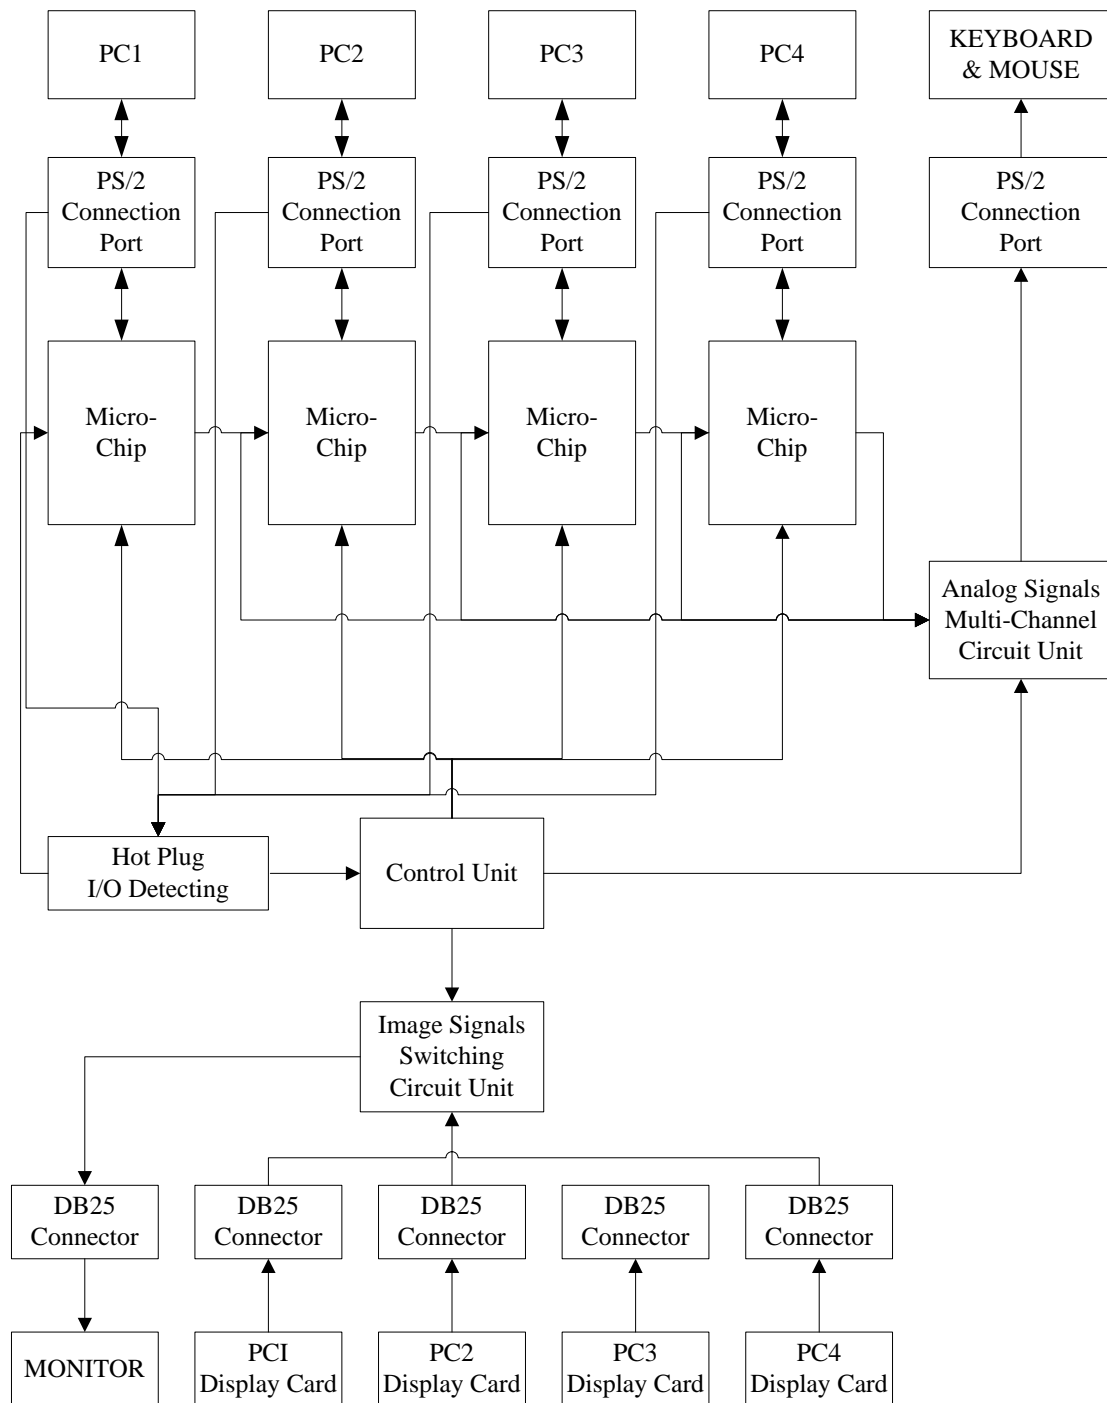 PC1
PC2
PC3
PC4
KEYBOARD
& MOUSE
PS/2
Connection
Port
PS/2
Connection
Port
PS/2
Connection
Port
PS/2
Connection
Port
PS/2
Connection
Port
Micro-
Chip
Micro-
Chip
Micro-
Chip
Micro-
Chip
Analog Signals
Multi-Channel
Circuit Unit
Hot Plug
I/O Detecting
Control Unit
Image Signals
Switching
Circuit Unit
DB25
Connector
DB25
Connector
DB25
Connector
DB25
Connector
DB25
Connector
MONITOR
PCI
Display Card
PC2
Display Card
PC3
Display Card
PC4
Display Card